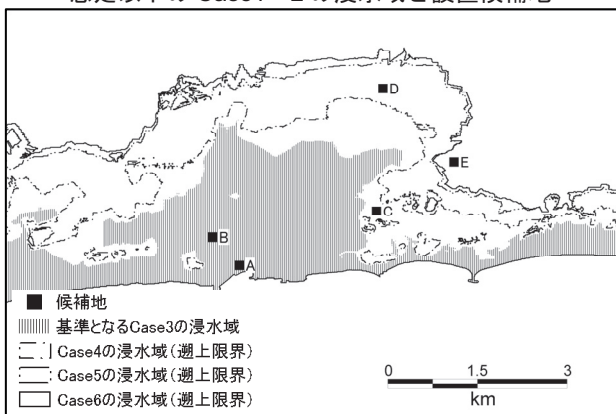 D
E
C
B
A
候補地
基準となるCase3の浸水域
Case4の浸水域(遡上限界)
Case5の浸水域(遡上限界)
Case6の浸水域(遡上限界)
0 1.5 3
km